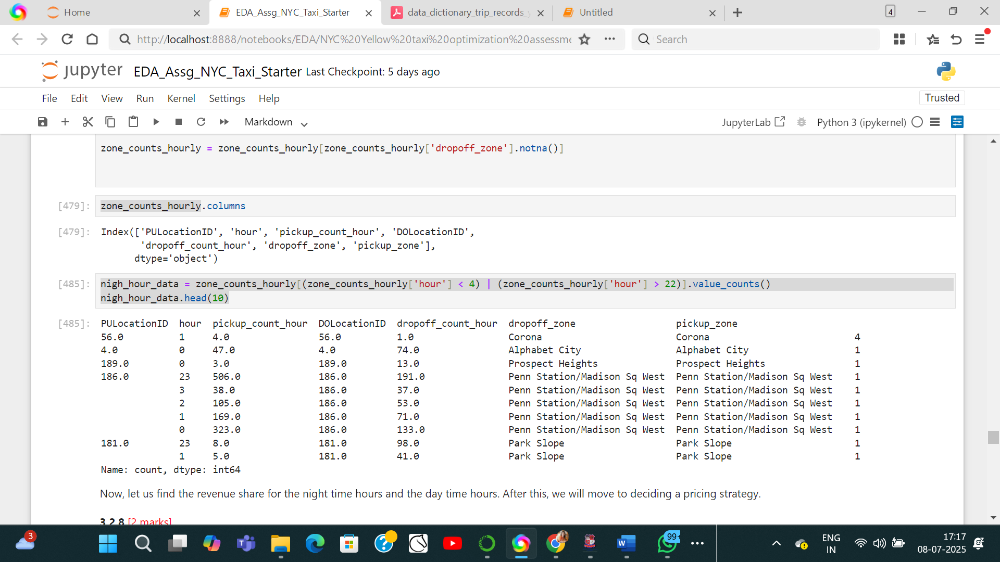 Home
EDA_Assg_NYC_Taxi_Starter
data_dictionary_trip_records_y
Untitled
4
http://localhost:8888/notebooks/EDA/NYC%20Yellow%20taxi%20optimization%20assessme
Search
jupyter EDA_Assg_NYC_Taxi_Starter Last Checkpoint: 5 days ago
File Edit View Run Kernel Settings Help
Trusted
Markdown
JupyterLab
Python 3 (ipykernel)
zone_counts_hourly = zone_counts_hourly[zone_counts_hourly['dropoff_zone'].notna()]
[479]: zone_counts_hourly.columns
[479]: Index(['PULocationID', 'hour', 'pickup_count_hour', 'DOLocationID',
'dropoff_count_hour', 'dropoff_zone', 'pickup_zone'],
dtype='object')
[485]: nigh_hour_data = zone_counts_hourly[(zone_counts_hourly['hour'] < 4) | (zone_counts_hourly['hour'] > 22)].value_counts()
nigh_hour_data.head(10)
[485]: PULocationID hour pickup_count_hour DOLocationID dropoff_count_hour dropoff_zone pickup_zone
56.0 1 4.0 56.0 1.0 Corona Corona 4
4.0 0 47.0 4.0 74.0 Alphabet City Alphabet City 1
189.0 0 3.0 189.0 13.0 Prospect Heights Prospect Heights 1
186.0 23 506.0 186.0 191.0 Penn Station/Madison Sq West Penn Station/Madison Sq West 1
3 38.0 186.0 37.0 Penn Station/Madison Sq West Penn Station/Madison Sq West 1
2 105.0 186.0 53.0 Penn Station/Madison Sq West Penn Station/Madison Sq West 1
1 169.0 186.0 71.0 Penn Station/Madison Sq West Penn Station/Madison Sq West 1
0 323.0 186.0 133.0 Penn Station/Madison Sq West Penn Station/Madison Sq West 1
181.0 23 8.0 181.0 98.0 Park Slope Park Slope 1
1 5.0 181.0 41.0 Park Slope Park Slope 1
Name: count, dtype: int64
Now, let us find the revenue share for the night time hours and the day time hours. After this, we will move to deciding a pricing strategy.
3.2.8 [2 marks]
3
99+
ENG
IN
17:17
08-07-2025